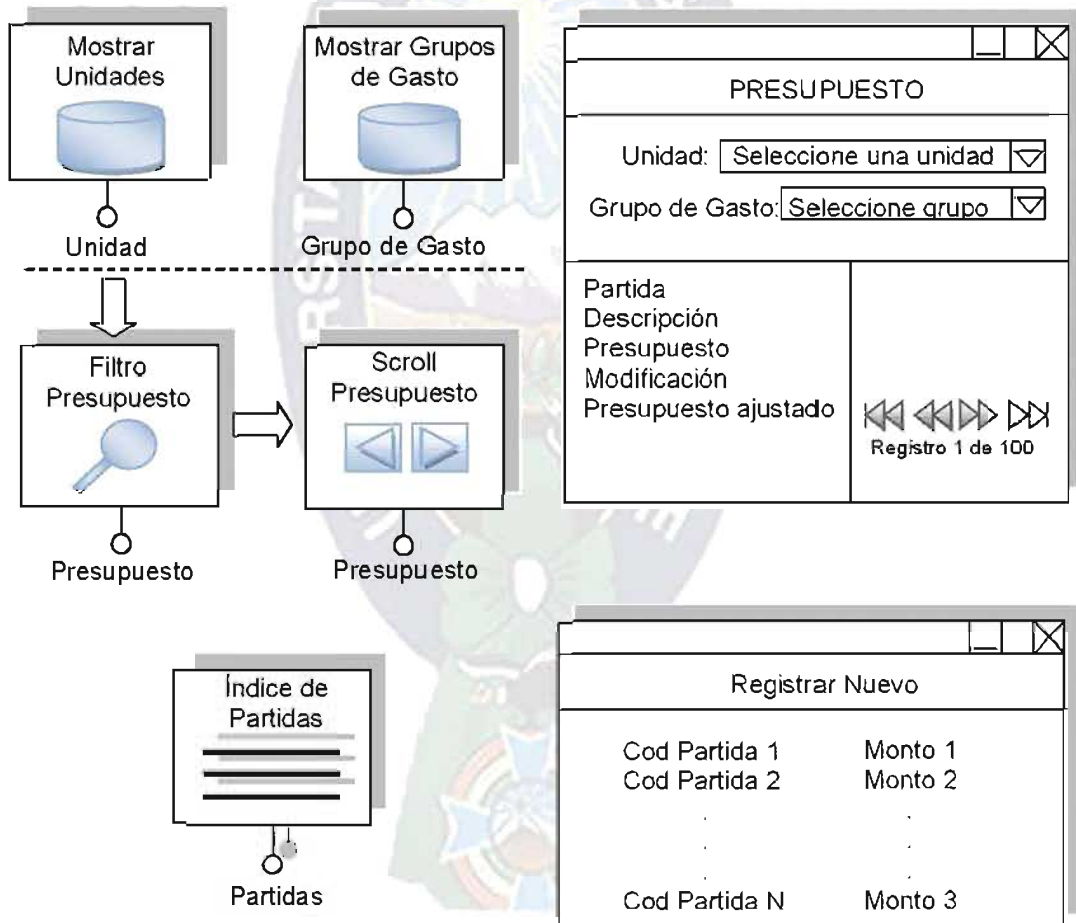 Mostrar
Unidades
Unidad
Mostrar Grupos
de Gasto
Grupo de Gasto
Filtro
Presupuesto
Presupuesto
Scroll
Presupuesto
Presupuesto
PRESUPUESTO
Unidad: Seleccione una unidad
Grupo de Gasto: Seleccione grupo
Partida
Descripción
Presupuesto
Modificación
Presupuesto ajustado
Registro 1 de 100
Índice de
Partidas
Partidas
Registrar Nuevo
Cod Partida 1 Monto 1
Cod Partida 2 Monto 2
. .
. .
. .
Cod Partida N Monto 3